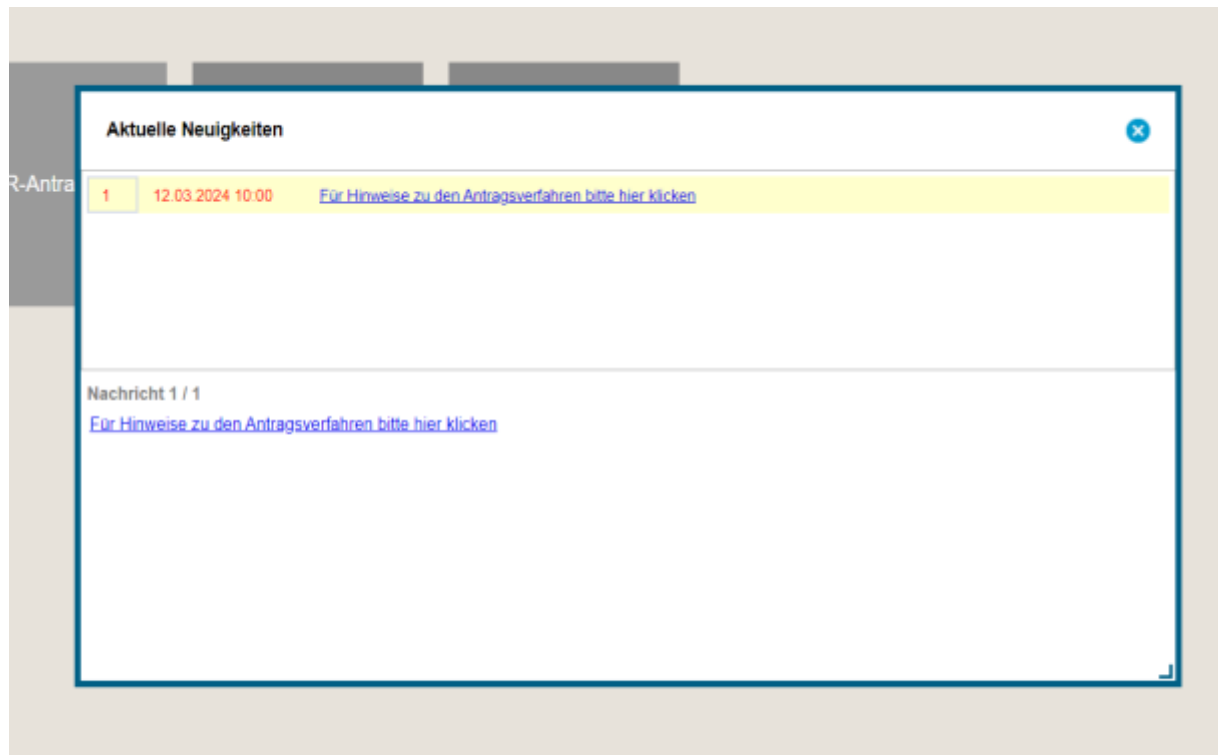 Aktuelle Neuigkeiten
R-Antra
1 12.03.2024 10:00 Für Hinweise zu den Antragsverfahren bitte hier klicken
Nachricht 1 / 1
Für Hinweise zu den Antragsverfahren bitte hier klicken